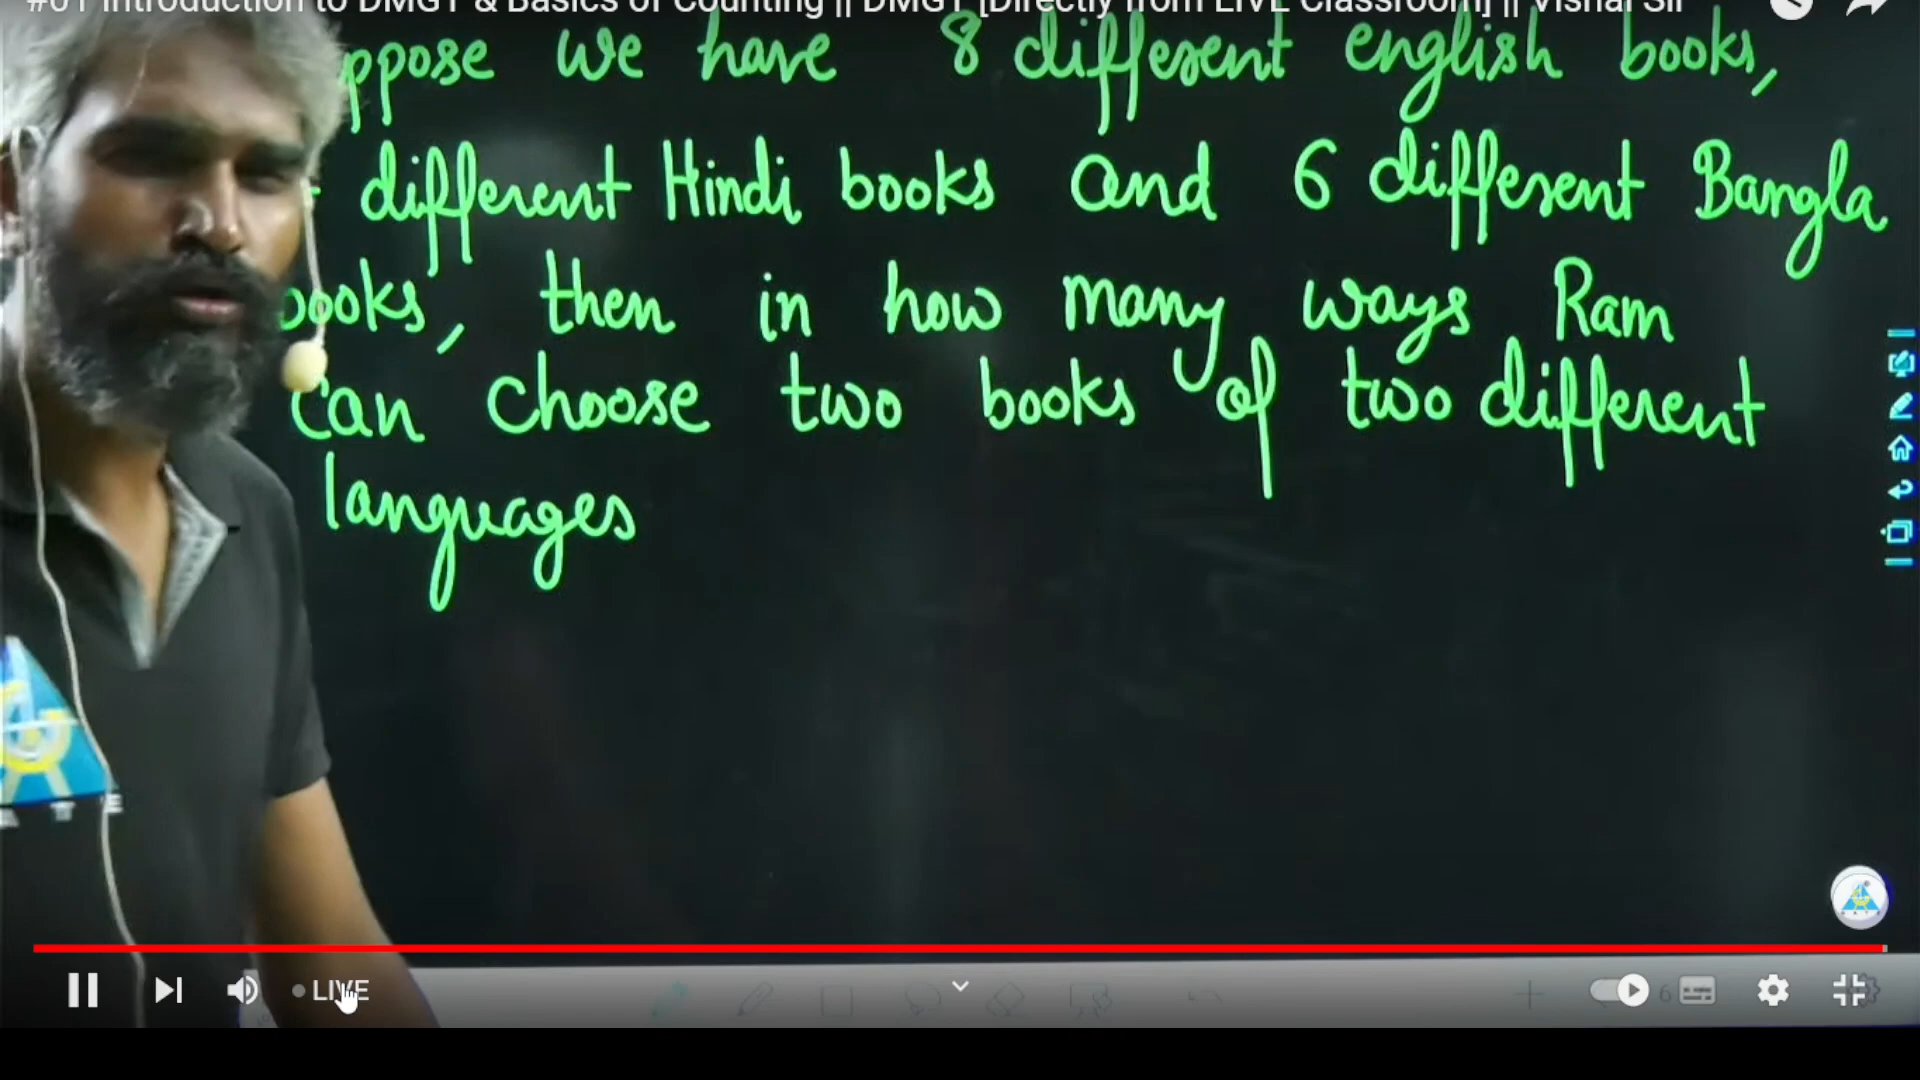 #01 Introduction to DMGT & Basics of Counting || DMGT [Directly from LIVE Classroom] || Vishal Sir
ppose we have 8 different english books,
different Hindi books and 6 different Bangla
books, then in how many ways Ram
can choose two books of two different
languages
LIVE
6